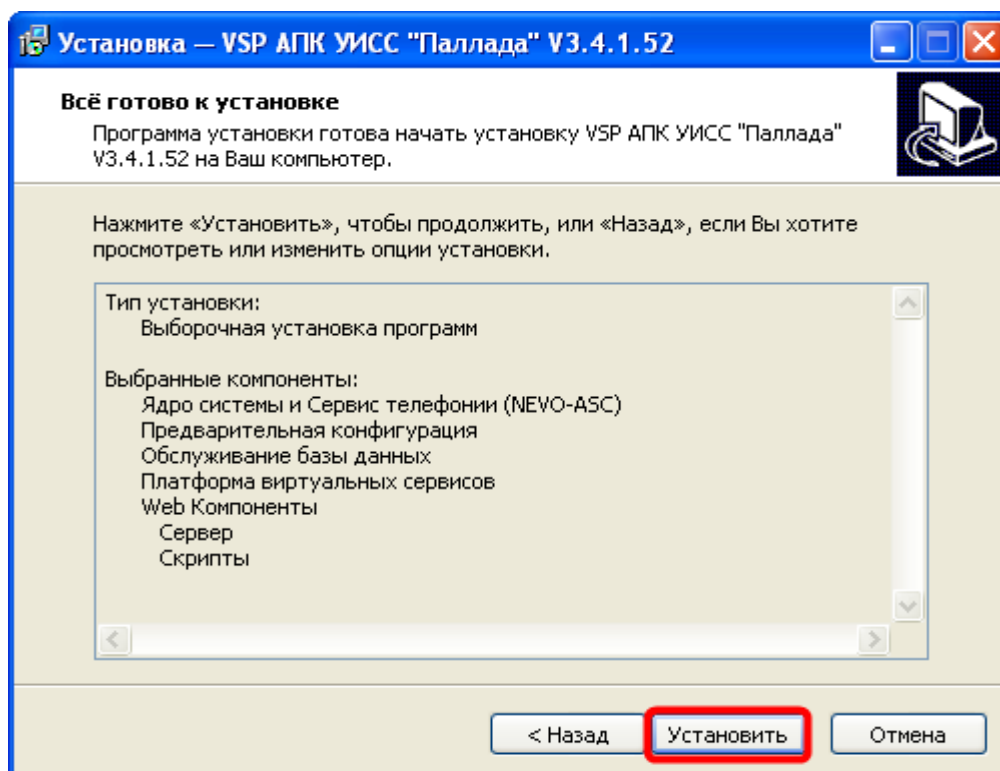 Установка — VSP АПК УИСС "Паллада" V3.4.1.52
Всё готово к установке
Программа установки готова начать установку VSP АПК УИСС "Паллада"
V3.4.1.52 на Ваш компьютер.
Нажмите «Установить», чтобы продолжить, или «Назад», если Вы хотите
просмотреть или изменить опции установки.
Тип установки:
Выборочная установка программ
Выбранные компоненты:
Ядро системы и Сервис телефонии (NEVO-ASC)
Предварительная конфигурация
Обслуживание базы данных
Платформа виртуальных сервисов
Web Компоненты
Сервер
Скрипты
< Назад
Установить
Отмена